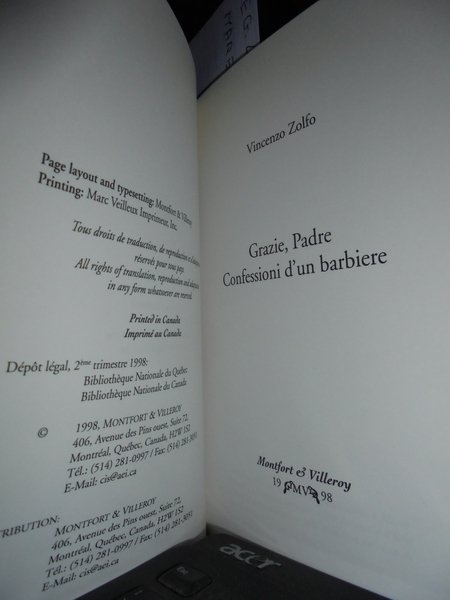 Page layout and typesetting: Montfort & Villeroy
Printing: Marc Veilleux Imprimeur, Inc.
Tous droits de traduction, de reproduction et d'adaptation
réservés pour tous pays.
All rights of translation, reproduction and adaptation
in any form whatsoever are reserved.
Printed in Canada
Imprimé au Canada
Dépôt légal, 2ème trimestre 1998:
Bibliothèque Nationale du Québec
Bibliothèque Nationale du Canada
© 1998, MONTFORT & VILLEROY
406, Avenue des Pins ouest, Suite 72,
Montréal, Québec, Canada, H2W 1S2
Tél.: (514) 281-0997 / Fax: (514) 281-3051
E-Mail: cis@aei.ca
TRIBUTION:
MONTFORT & VILLEROY
406, Avenue des Pins ouest, Suite 72,
Montréal, Québec, Canada, H2W 1S2
Tél.: (514) 281-0997 / Fax: (514) 281-3051
E-Mail: cis@aei.ca
Vincenzo Zolfo
Grazie, Padre
Confessioni d'un barbiere
Montfort & Villeroy
19 MV 98
acer
Esc